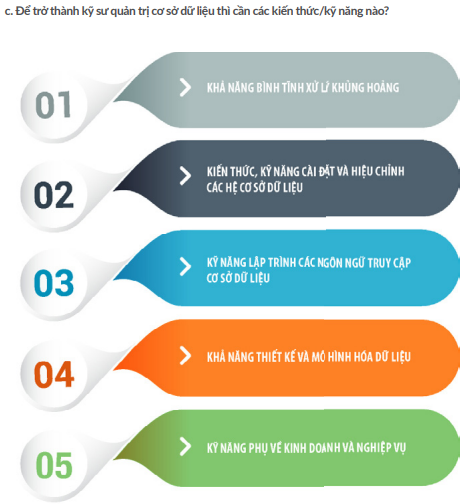 c. Để trở thành kỹ sư quản trị cơ sở dữ liệu thì cần các kiến thức/kỹ năng nào?
01
KHẢ NĂNG BÌNH TĨNH XỬ LÝ KHỦNG HOẢNG
02
KIẾN THỨC, KỸ NĂNG CÀI ĐẶT VÀ HIỆU CHỈNH
CÁC HỆ CƠ SỞ DỮ LIỆU
03
KỸ NĂNG LẬP TRÌNH CÁC NGÔN NGỮ TRUY CẬP
CƠ SỞ DỮ LIỆU
04
KHẢ NĂNG THIẾT KẾ VÀ MÔ HÌNH HÓA DỮ LIỆU
05
KỸ NĂNG PHỤ VỀ KINH DOANH VÀ NGHIỆP VỤ